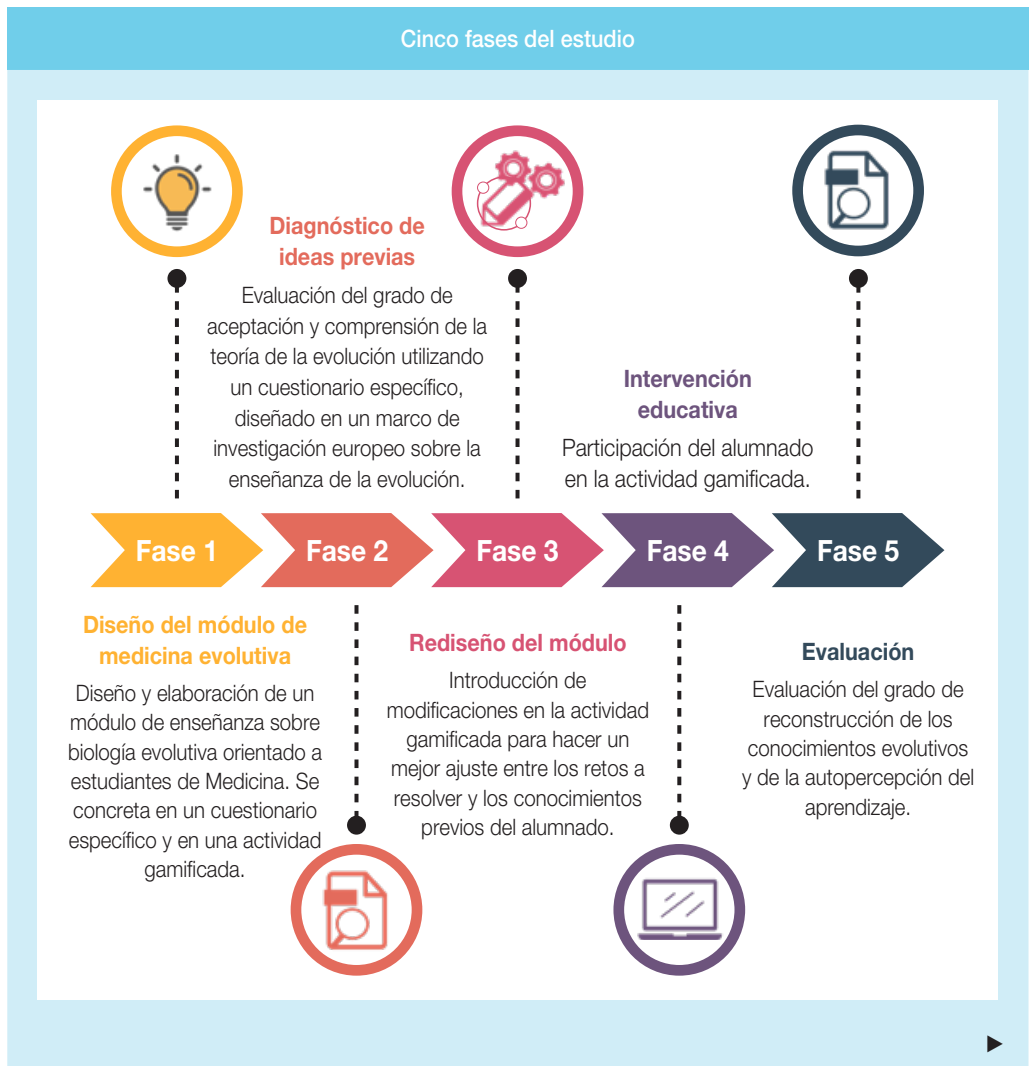 Cinco fases del estudio
Diagnóstico de
ideas previas
Evaluación del grado de
aceptación y comprensión de la
teoría de la evolución utilizando
un cuestionario específico,
diseñado en un marco de
investigación europeo sobre la
enseñanza de la evolución.
Intervención
educativa
Participación del alumnado
en la actividad gamificada.
Fase 1
Fase 2
Fase 3
Fase 4
Fase 5
Diseño del módulo de
medicina evolutiva
Diseño y elaboración de un
módulo de enseñanza sobre
biología evolutiva orientado a
estudiantes de Medicina. Se
concreta en un cuestionario
específico y en una actividad
gamificada.
Rediseño del módulo
Introducción de
modificaciones en la actividad
gamificada para hacer un
mejor ajuste entre los retos a
resolver y los conocimientos
previos del alumnado.
Evaluación
Evaluación del grado de
reconstrucción de los
conocimientos evolutivos
y de la autopercepción del
aprendizaje.